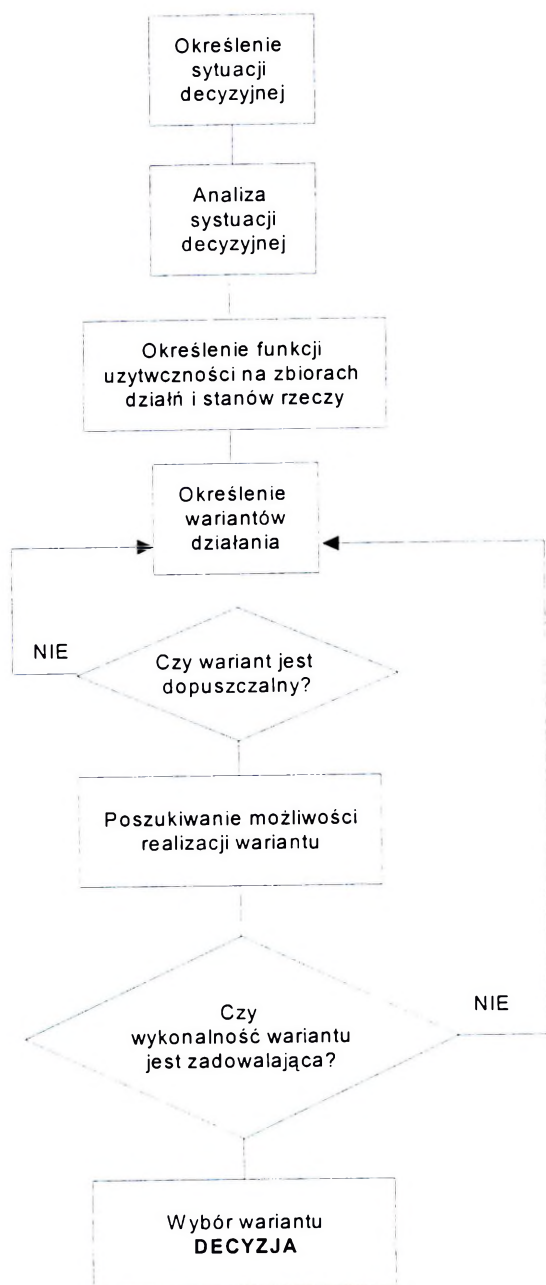 Określenie
sytuacji
decyzyjnej
Analiza
systuacji
decyzyjnej
Określenie funkcji
uzytwczności na zbiorach
działń i stanów rzeczy
Określenie
wariantów
działania
NIE
Czy wariant jest
dopuszczalny?
Poszukiwanie możliwości
realizacji wariantu
Czy
wykonalność wariantu
jest zadowalająca?
NIE
Wybór wariantu
DECYZJA